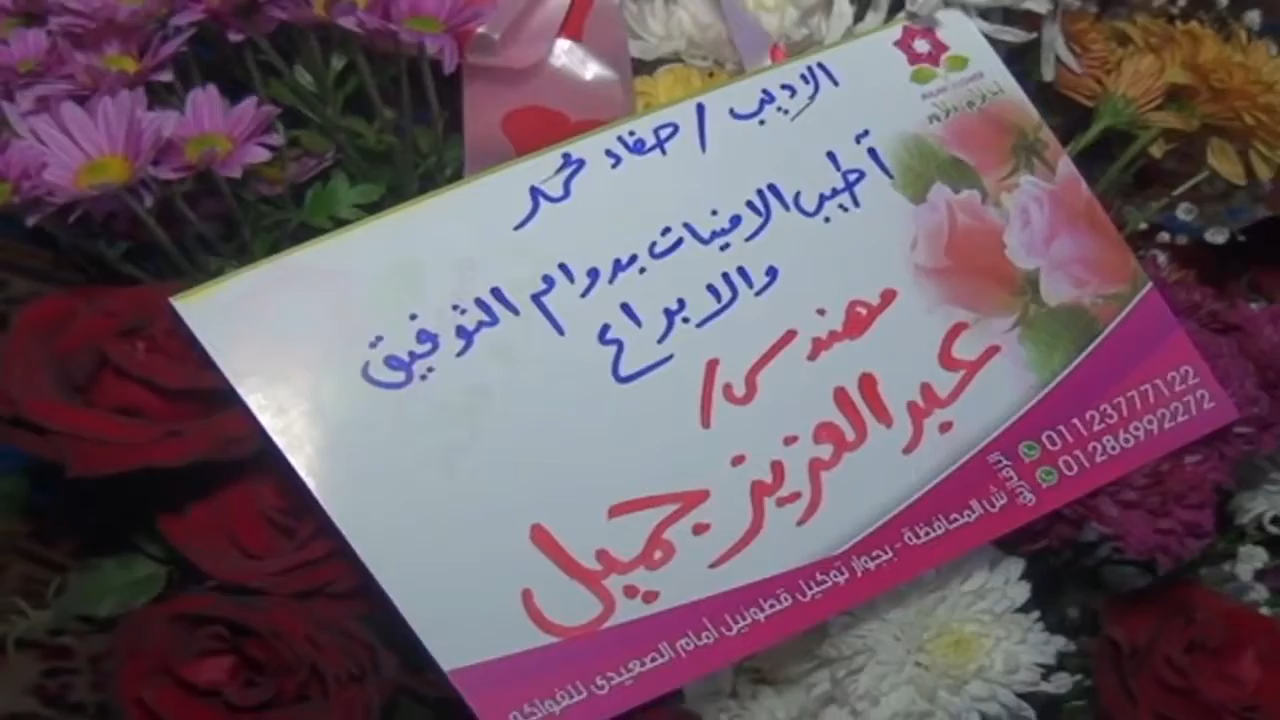 الاديب / حفاد محمد
أطيب الامنيات بدوام التوفيق
والابداع
مهندس /
عبد العزيز جميل
01123777122
01286992272
ش المحافظة - بجوار توكيل قطونيل أمام الصعيدى للفواكه